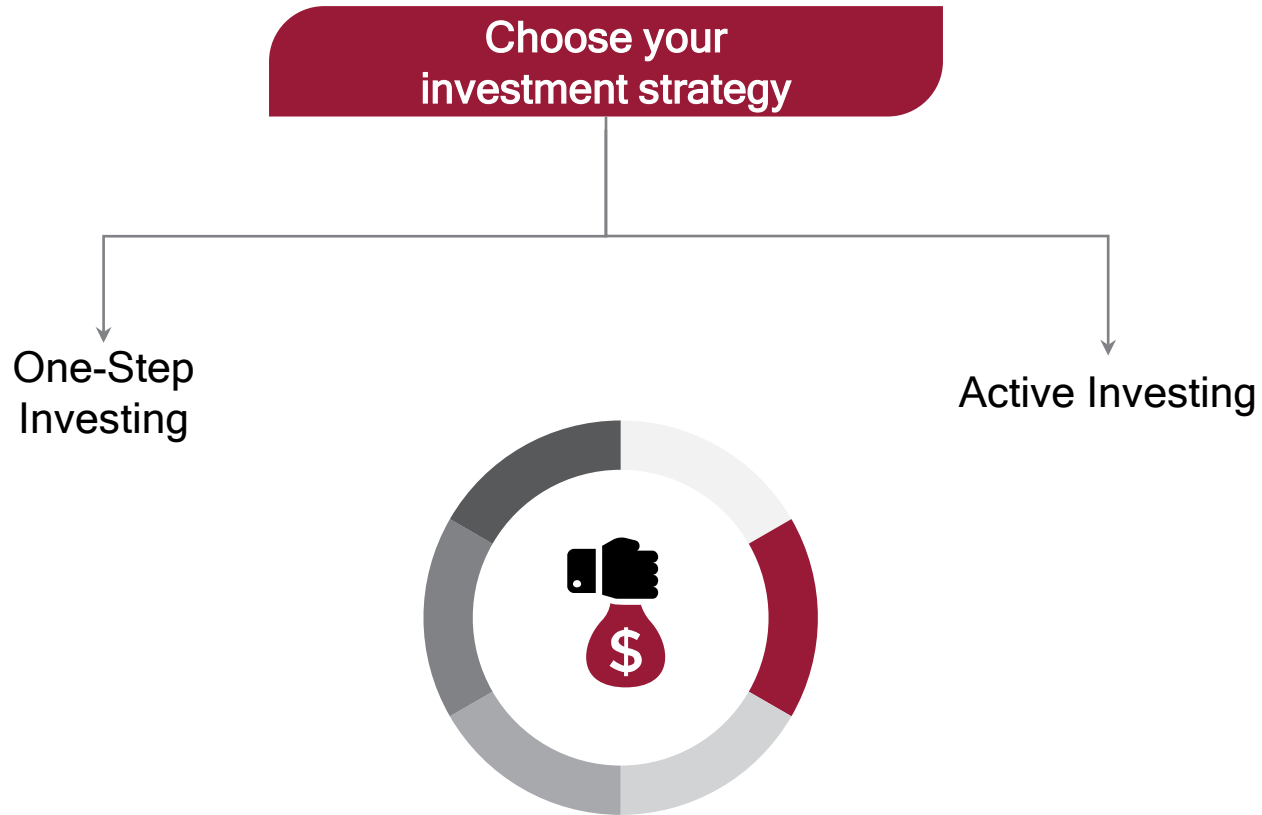 Choose your
investment strategy
One-Step
Investing
Active Investing
$